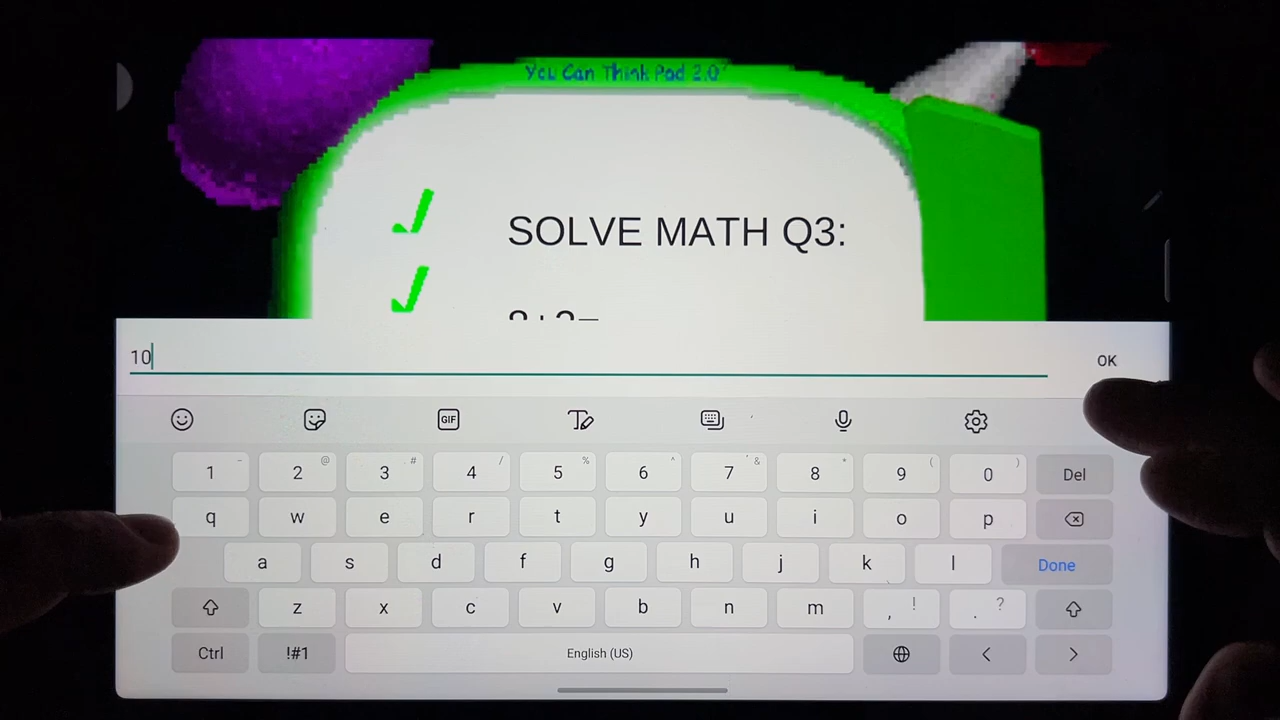 You Can Think Pad 2.0
SOLVE MATH Q3:
10
OK
GIF
1 - 2 @ 3 # 4 / 5 % 6 ^ 7 ' & 8 * 9 ( 0 ) Del
q w e r t y u i o p
a s d f g h j k l Done
z x c v b n m , ! . ?
Ctrl !#1 English (US) < >